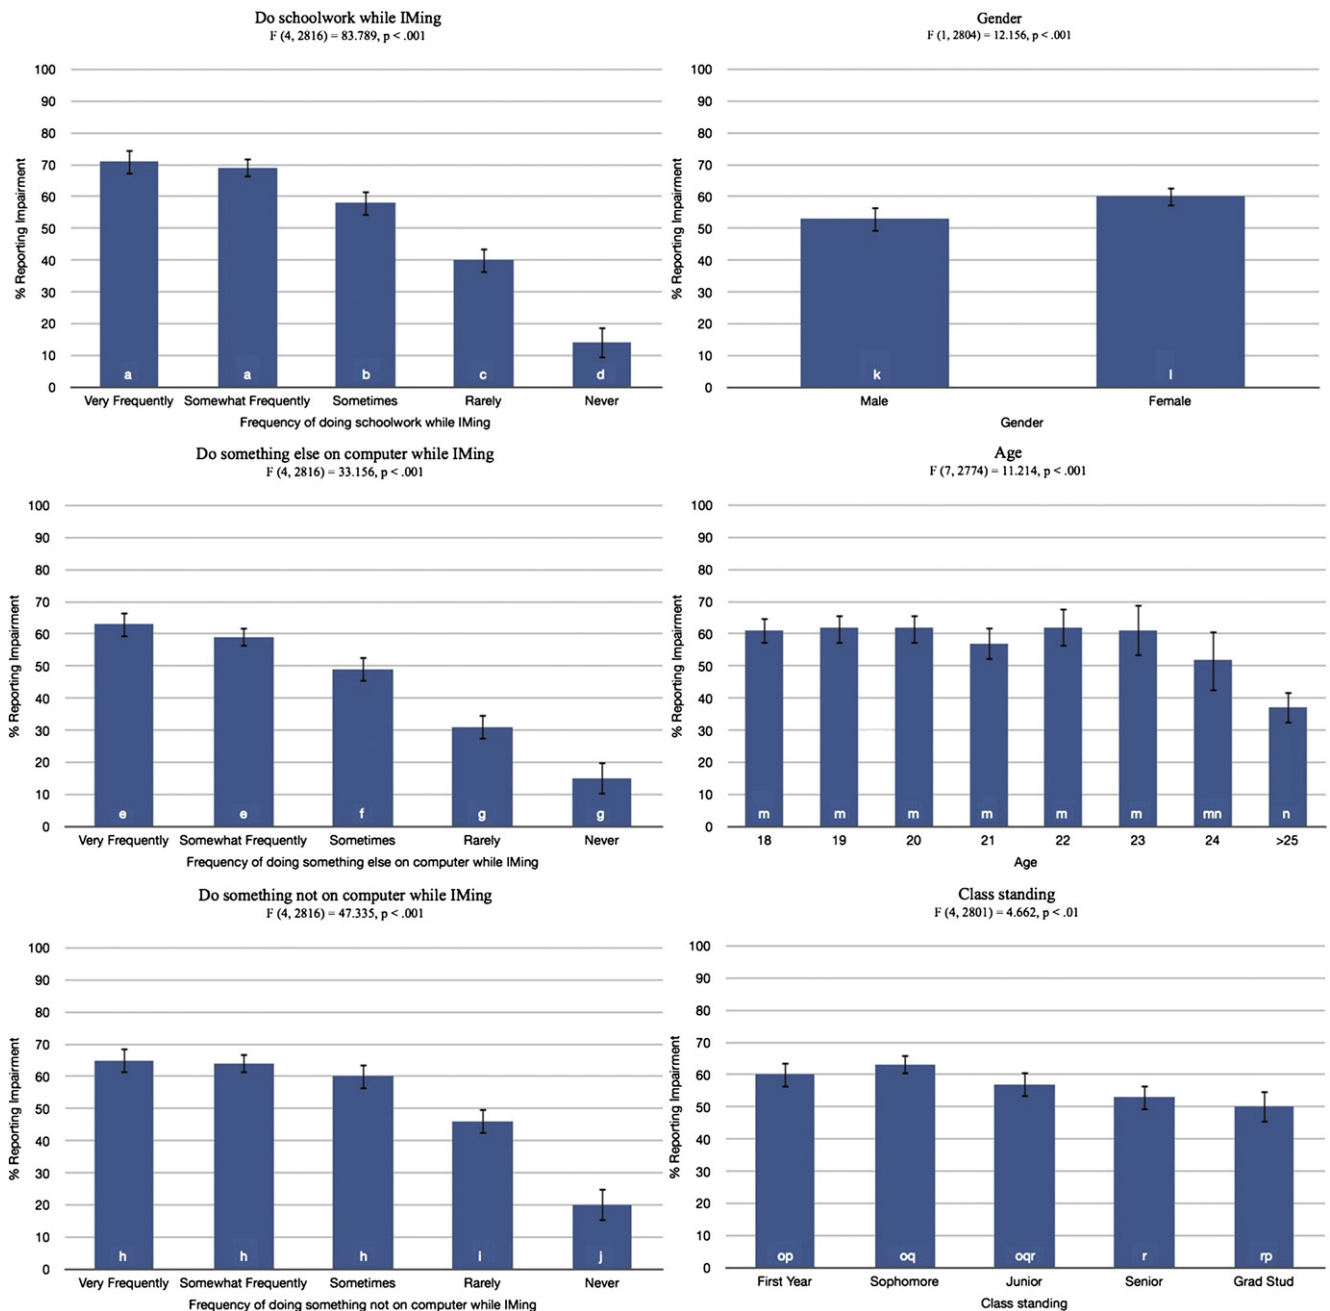 Do schoolwork while IMing
F (4, 2816) = 83.789, p < .001
% Reporting Impairment
100
90
80
70
60
50
40
30
20
10
0
a a b c d
Very Frequently Somewhat Frequently Sometimes Rarely Never
Frequency of doing schoolwork while IMing
Gender
F (1, 2804) = 12.156, p < .001
% Reporting Impairment
100
90
80
70
60
50
40
30
20
10
0
k l
Male Female
Gender
Do something else on computer while IMing
F (4, 2816) = 33.156, p < .001
% Reporting Impairment
100
90
80
70
60
50
40
30
20
10
0
e e f g g
Very Frequently Somewhat Frequently Sometimes Rarely Never
Frequency of doing something else on computer while IMing
Age
F (7, 2774) = 11.214, p < .001
% Reporting Impairment
100
90
80
70
60
50
40
30
20
10
0
m m m m m m mn n
18 19 20 21 22 23 24 >25
Age
Do something not on computer while IMing
F (4, 2816) = 47.335, p < .001
% Reporting Impairment
100
90
80
70
60
50
40
30
20
10
0
h h h i j
Very Frequently Somewhat Frequently Sometimes Rarely Never
Frequency of doing something not on computer while IMing
Class standing
F (4, 2801) = 4.662, p < .01
% Reporting Impairment
100
90
80
70
60
50
40
30
20
10
0
op oq oqr r rp
First Year Sophomore Junior Senior Grad Stud
Class standing